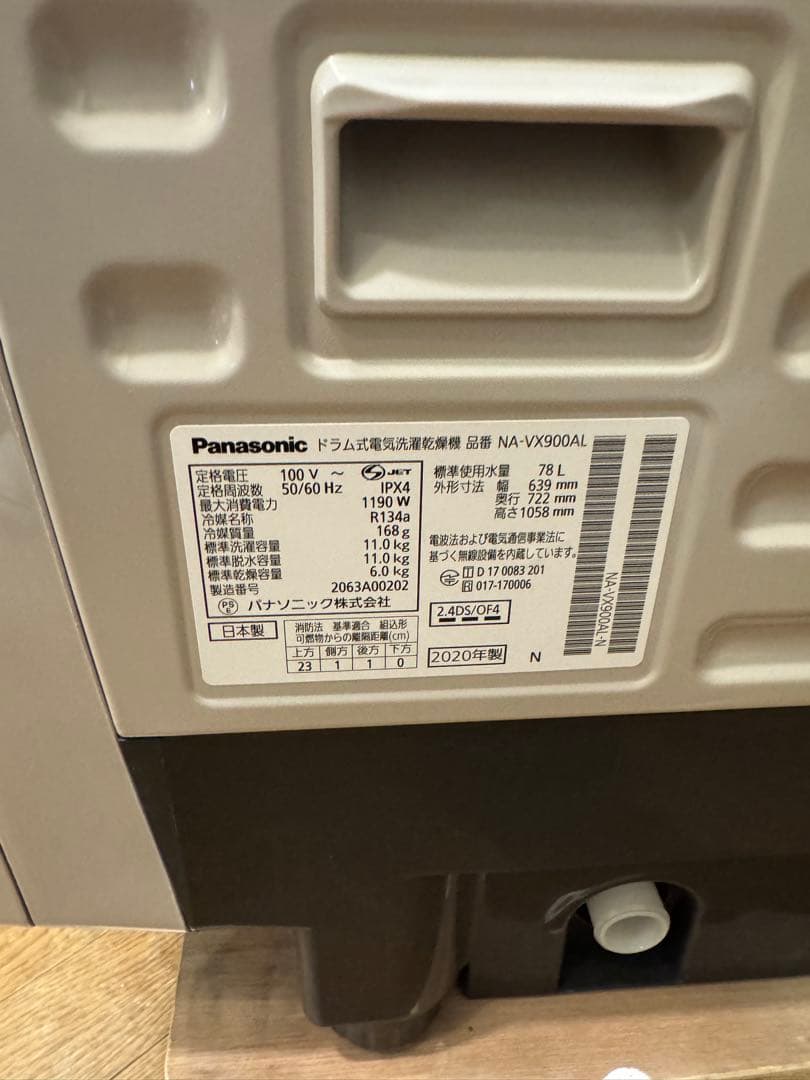 Panasonic ドラム式電気洗濯乾燥機 品番 NA-VX900AL
定格電圧 100 V ～ S JET
定格周波数 50/60 Hz IPX4
最大消費電力 1190 W
冷媒名称 R134a
冷媒質量 168 g
標準洗濯容量 11.0 kg
標準脱水容量 11.0 kg
標準乾燥容量 6.0 kg
製造番号 2063A00202
PSE パナソニック株式会社
標準使用水量 78 L
外形寸法 幅 639 mm
奥行 722 mm
高さ 1058 mm
電波法および電気通信事業法に
基づく無線設備を内蔵しています。
T D 17 0083 201
R 017-170006
2.4DS/OF4
日本製
消防法 基準適合 組込形
可燃物からの離隔距離(cm)
上方 側方 後方 下方
23 1 1 0
2020年製 N
NA-VX900AL-N